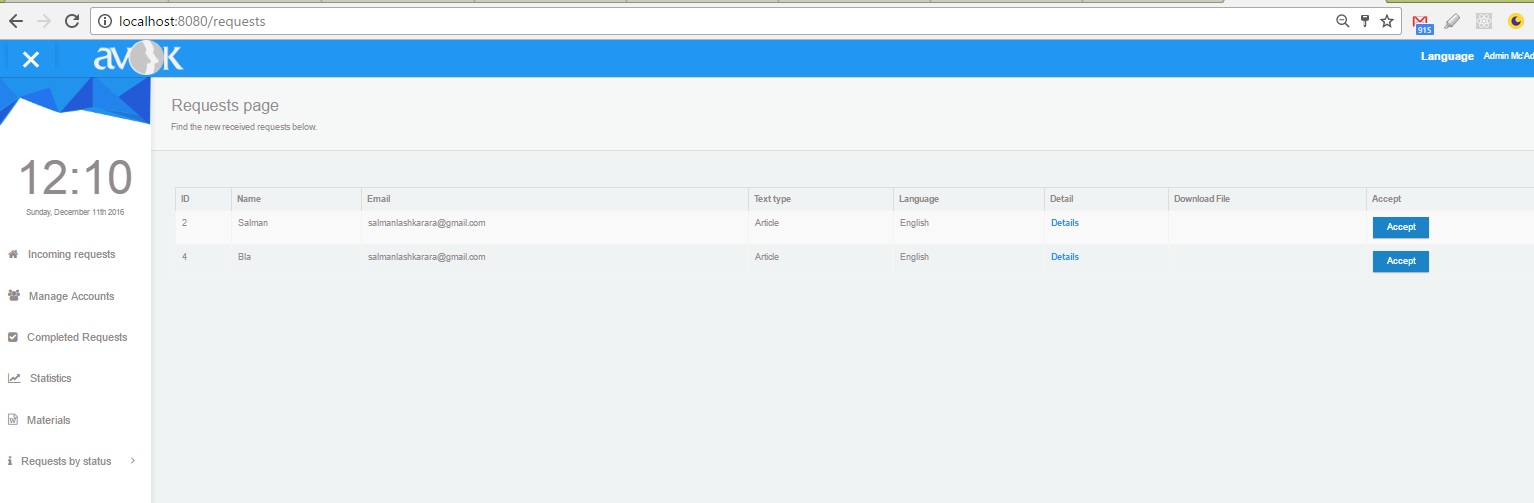 localhost:8080/requests
915
avok
Language Admin Mc'Ad
Requests page
Find the new received requests below.
12:10
Sunday, December 11th 2016
Incoming requests
Manage Accounts
Completed Requests
Statistics
Materials
Requests by status
ID Name Email Text type Language Detail Download File Accept
2 Salman salmanlashkarara@gmail.com Article English Details Accept
4 Bla salmanlashkarara@gmail.com Article English Details Accept